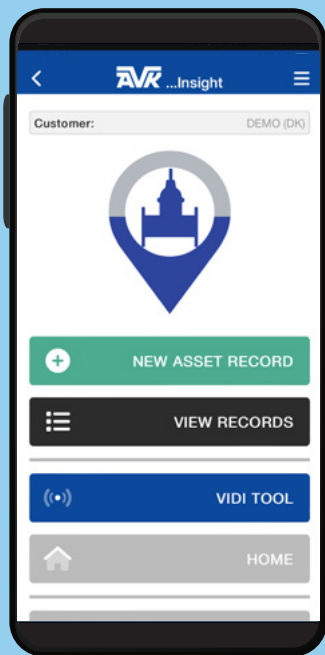 AVK ...Insight
Customer: DEMO (DK)
NEW ASSET RECORD
VIEW RECORDS
VIDI TOOL
HOME